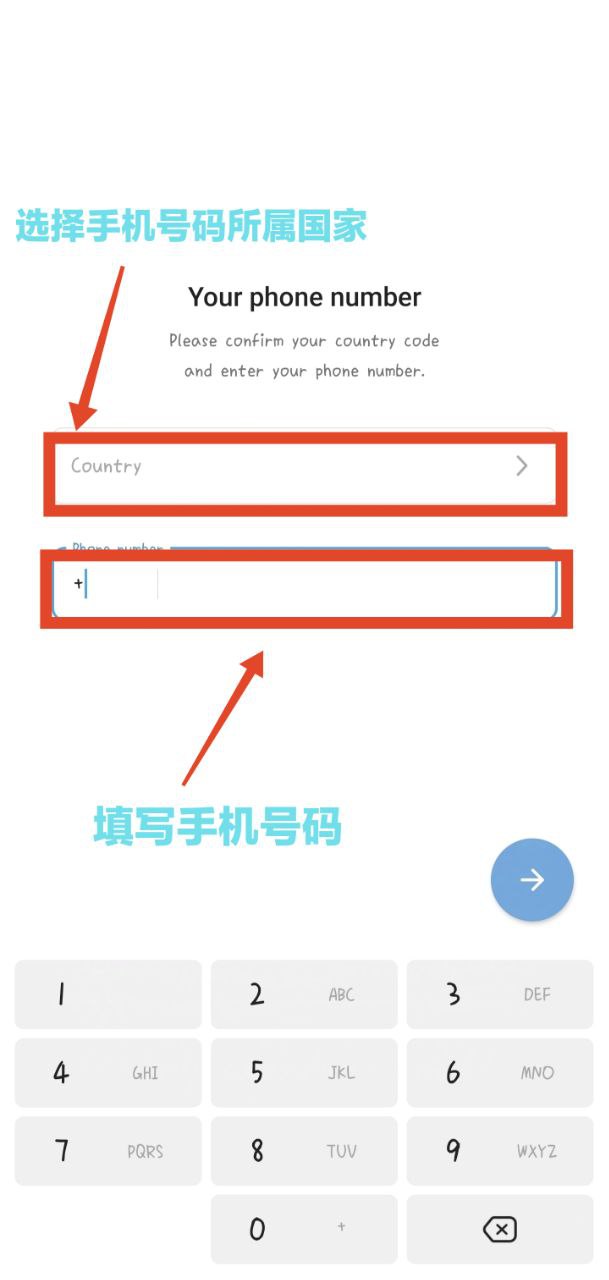 选择手机号码所属国家
Your phone number
Please confirm your country code
and enter your phone number.
Country
Phone number
+
填写手机号码
1
2 ABC
3 DEF
4 GHI
5 JKL
6 MNO
7 PQRS
8 TUV
9 WXYZ
0 +